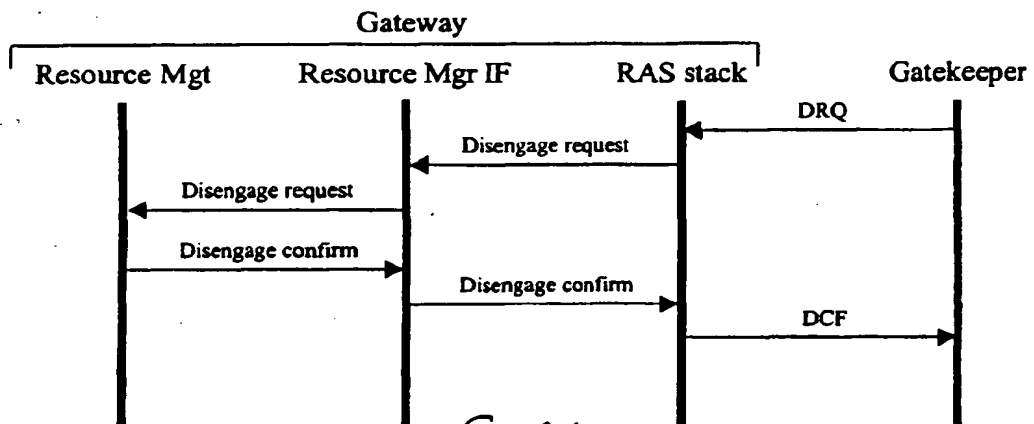 Gateway
Resource Mgt
Resource Mgr IF
RAS stack
Gatekeeper
DRQ
Disengage request
Disengage request
Disengage confirm
Disengage confirm
DCF